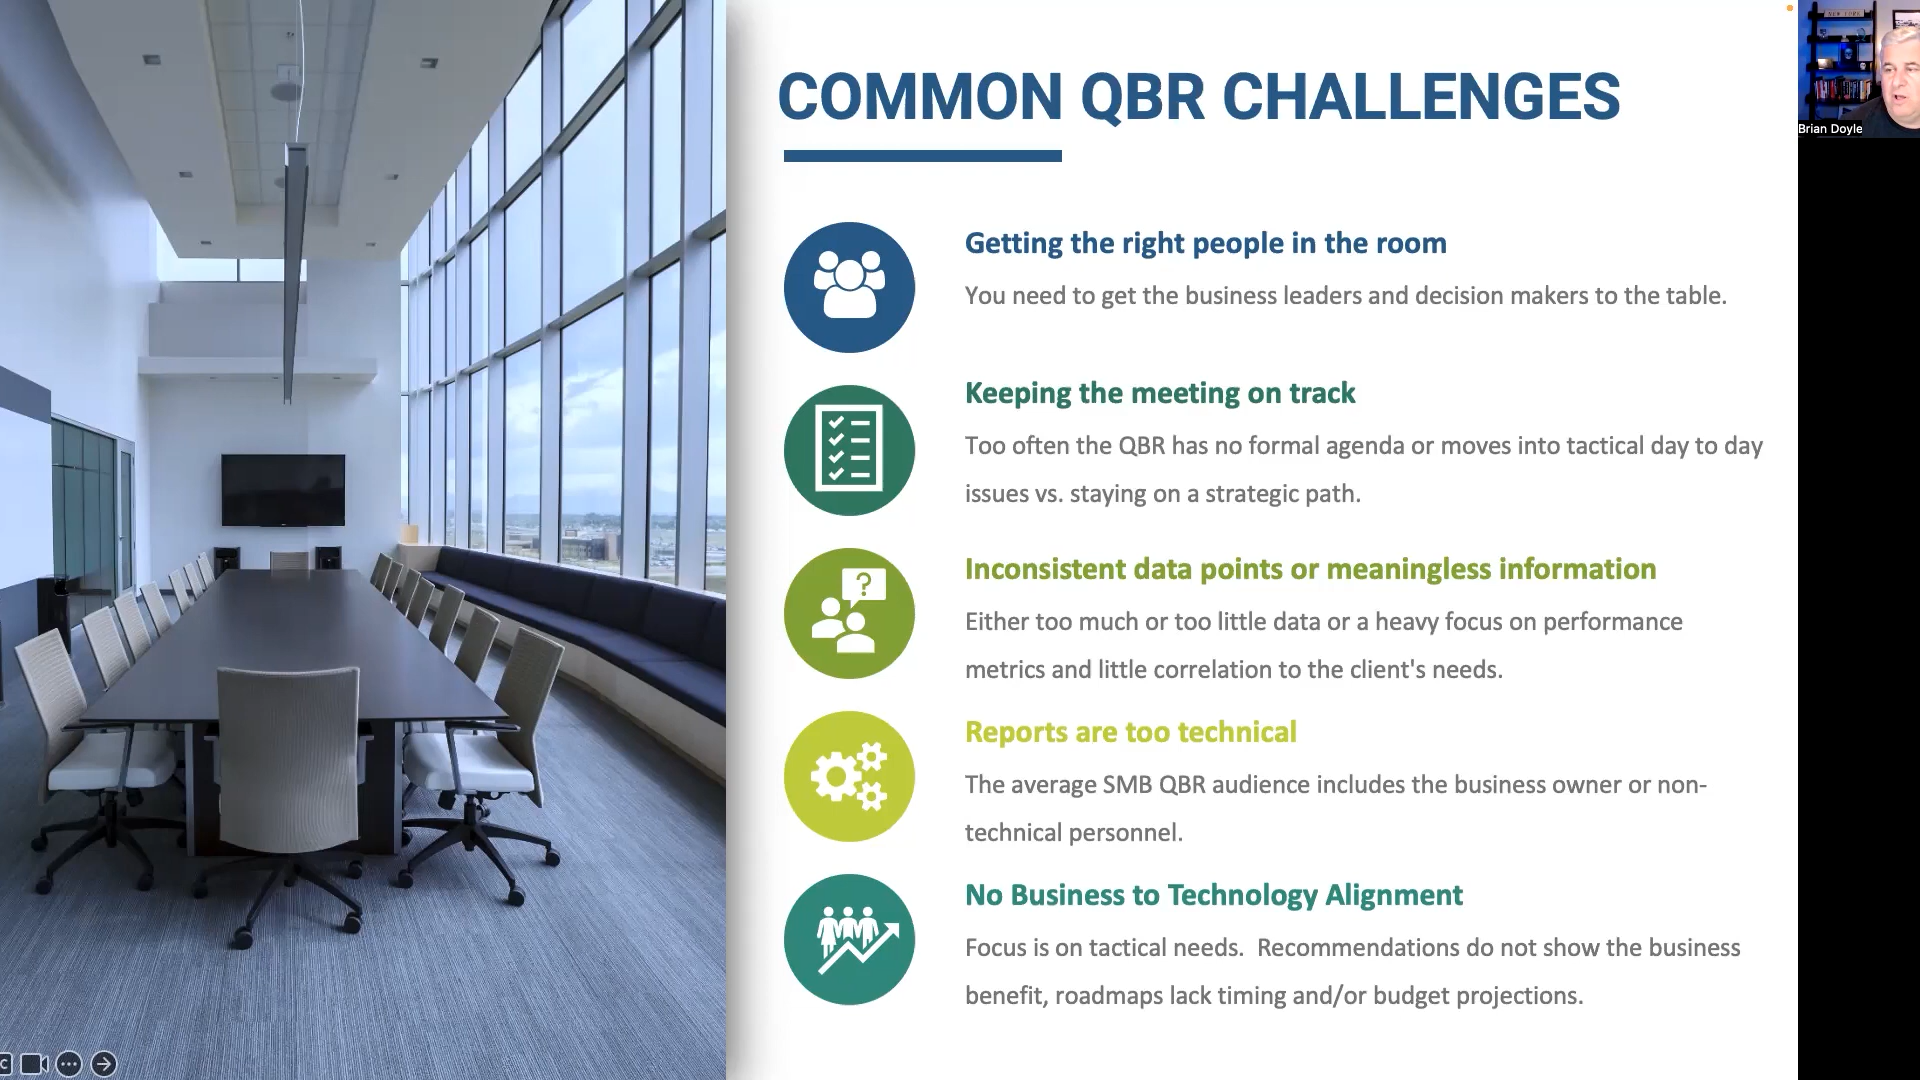 COMMON QBR CHALLENGES
NEW YORK
Brian Doyle
Getting the right people in the room
You need to get the business leaders and decision makers to the table.
Keeping the meeting on track
Too often the QBR has no formal agenda or moves into tactical day to day
issues vs. staying on a strategic path.
?
Inconsistent data points or meaningless information
Either too much or too little data or a heavy focus on performance
metrics and little correlation to the client's needs.
Reports are too technical
The average SMB QBR audience includes the business owner or non-
technical personnel.
No Business to Technology Alignment
Focus is on tactical needs.  Recommendations do not show the business
benefit, roadmaps lack timing and/or budget projections.